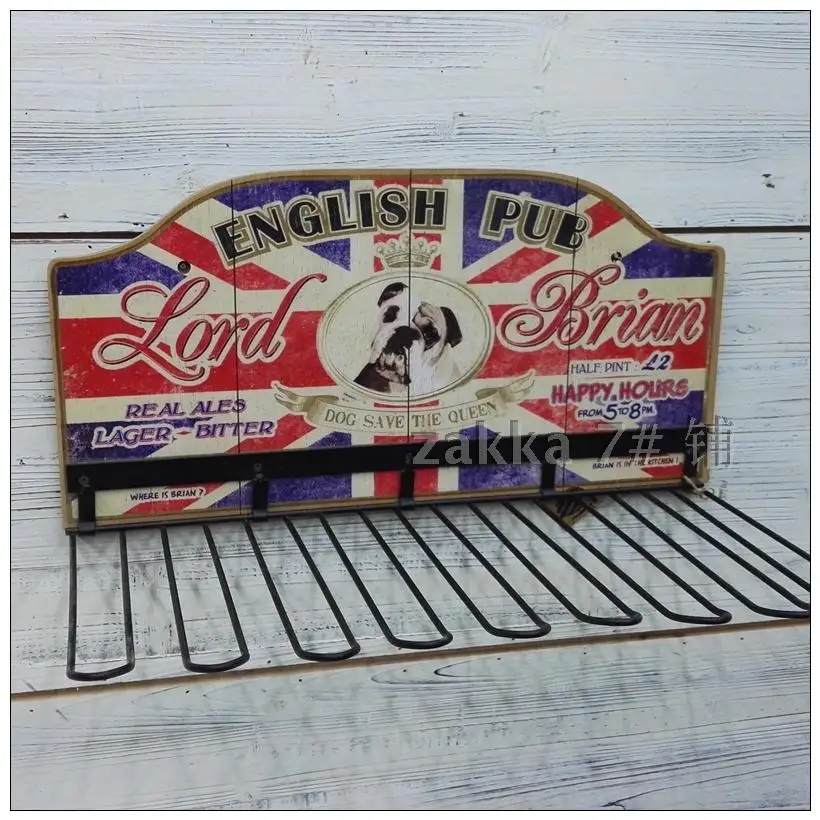 ENGLISH PUB
Lord Brian
HALF PINT : £2
HAPPY HOURS
FROM 5 TO 8 PM.
REAL ALES
LAGER - BITTER
DOG SAVE THE QUEEN
zakka 7# 铺
WHERE IS BRIAN ?
BRIAN IS IN THE KITCHEN !